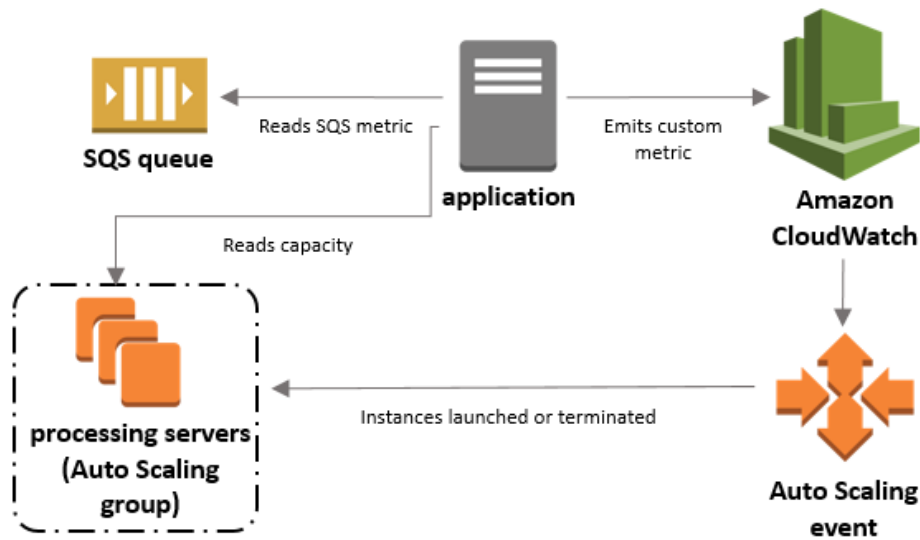 Reads SQS metric
Emits custom
metric
SQS queue
application
Amazon
CloudWatch
Reads capacity
Instances launched or terminated
processing servers
(Auto Scaling
group)
Auto Scaling
event